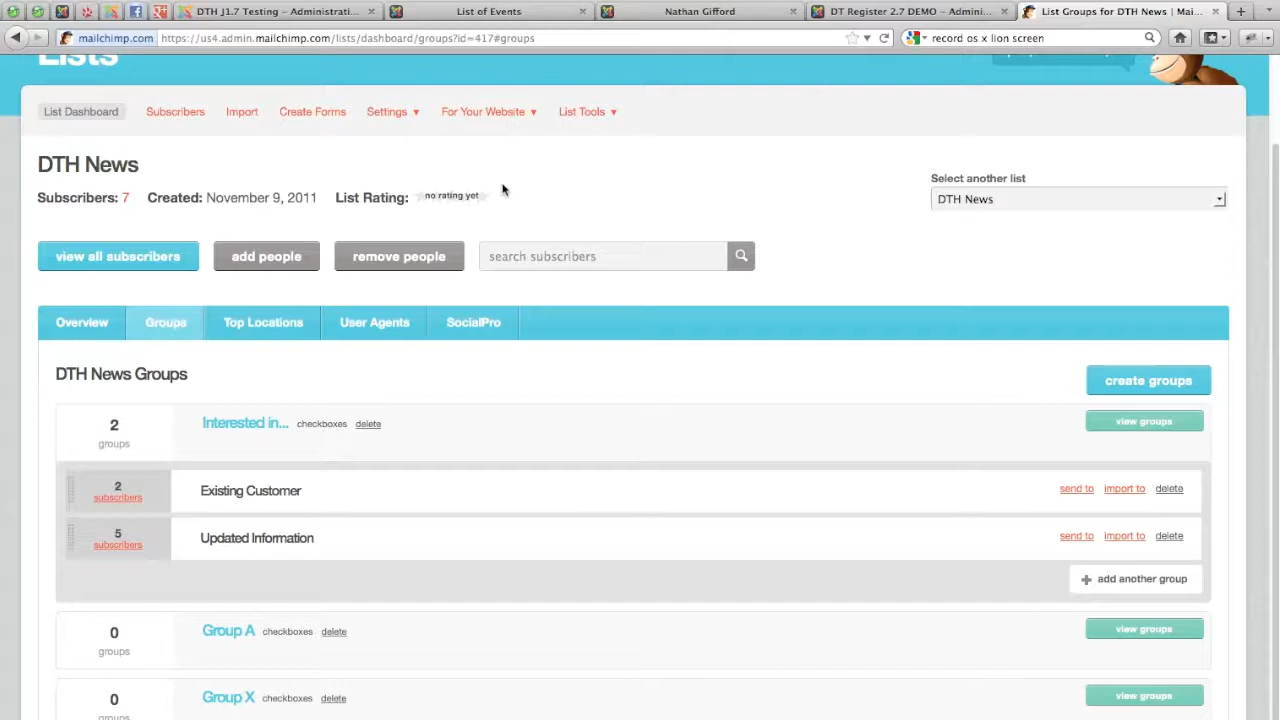 DTH J1.7 Testing – Administrati...
List of Events
Nathan Gifford
DT Register 2.7 DEMO – Admini...
List Groups for DTH News | Mai...
mailchimp.com
https://us4.admin.mailchimp.com/lists/dashboard/groups?id=417#groups
record os x lion screen
Lists
List Dashboard
Subscribers
Import
Create Forms
Settings
For Your Website
List Tools
DTH News
Subscribers: 7 Created: November 9, 2011 List Rating: no rating yet
Select another list
DTH News
view all subscribers
add people
remove people
search subscribers
Overview
Groups
Top Locations
User Agents
SocialPro
DTH News Groups
create groups
2
groups
Interested in... checkboxes delete
view groups
2
subscribers
Existing Customer
send to import to delete
5
subscribers
Updated Information
send to import to delete
add another group
0
groups
Group A checkboxes delete
view groups
0
groups
Group X checkboxes delete
view groups